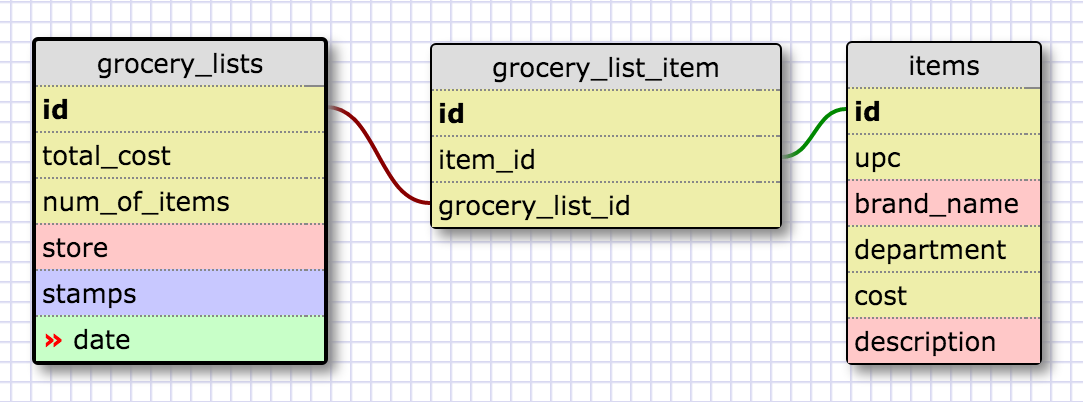 grocery_lists
id
total_cost
num_of_items
store
stamps
» date
grocery_list_item
id
item_id
grocery_list_id
items
id
upc
brand_name
department
cost
description